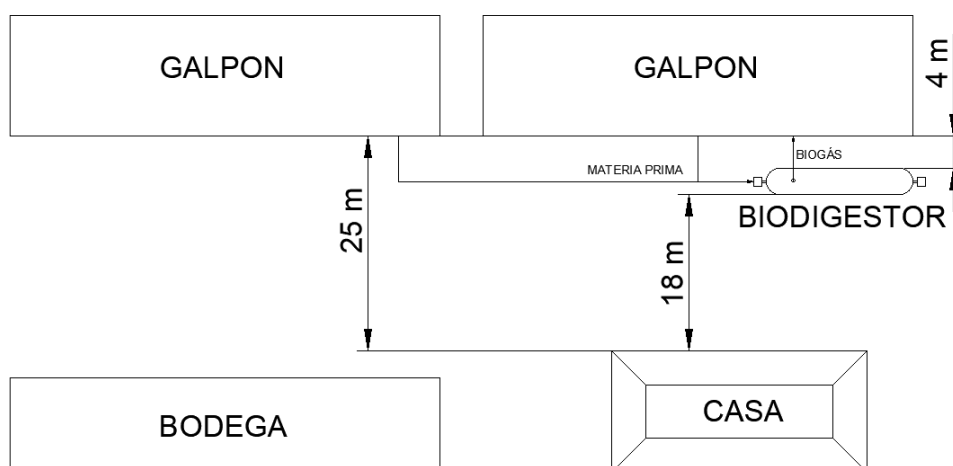 GALPON
GALPON
4 m
BIOGÁS
MATERIA PRIMA
BIODIGESTOR
25 m
18 m
CASA
BODEGA